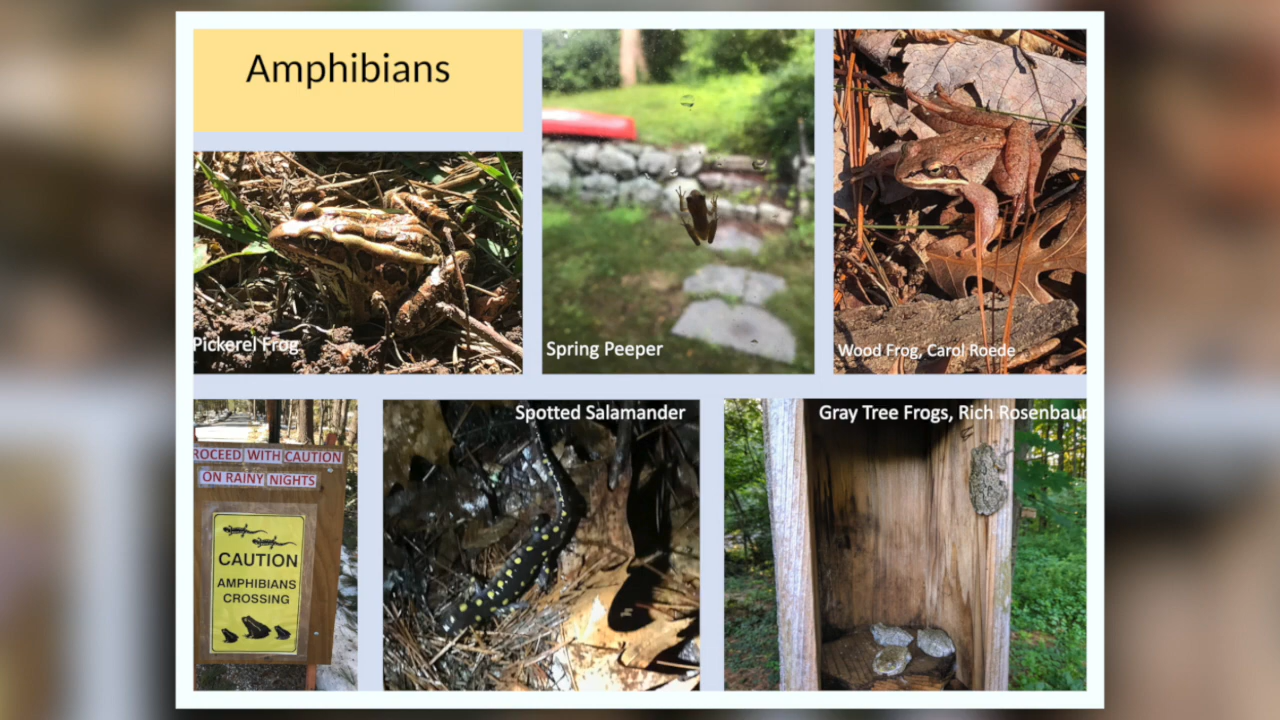 Amphibians
Pickerel Frog
Spring Peeper
Wood Frog, Carol Roede
ROCEED WITH CAUTION
ON RAINY NIGHTS
CAUTION
AMPHIBIANS
CROSSING
Spotted Salamander
Gray Tree Frogs, Rich Rosenbau